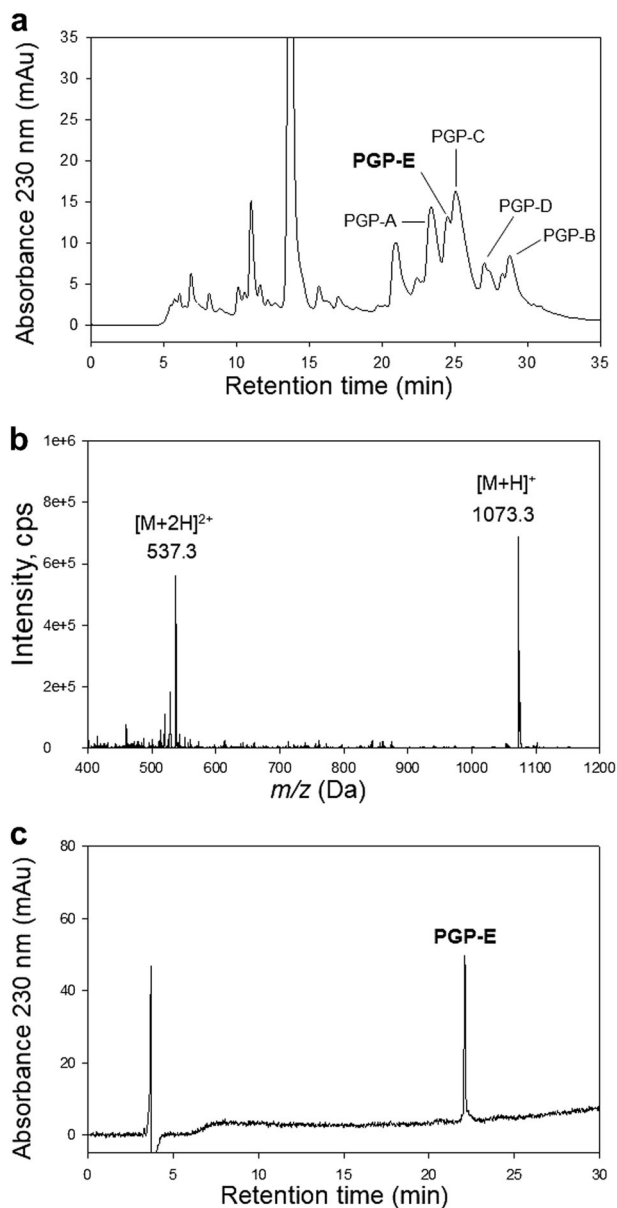 a
Absorbance 230 nm (mAu)
35
30
25
20
15
10
5
0
PGP-C
PGP-E
PGP-A
PGP-D
PGP-B
0 5 10 15 20 25 30 35
Retention time (min)
b
Intensity, cps
1e+6
8e+5
6e+5
4e+5
2e+5
0
[M+H]⁺
1073.3
[M+2H]²⁺
537.3
400 500 600 700 800 900 1000 1100 1200
m/z (Da)
c
Absorbance 230 nm (mAu)
80
60
40
20
0
PGP-E
0 5 10 15 20 25 30
Retention time (min)